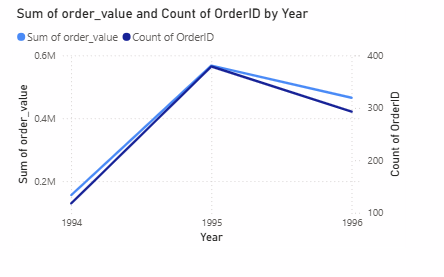 Sum of order_value and Count of OrderID by Year
Sum of order_value Count of OrderID
0.6M
0.4M
0.2M
Sum of order_value
400
300
200
100
Count of OrderID
1994 1995 1996
Year